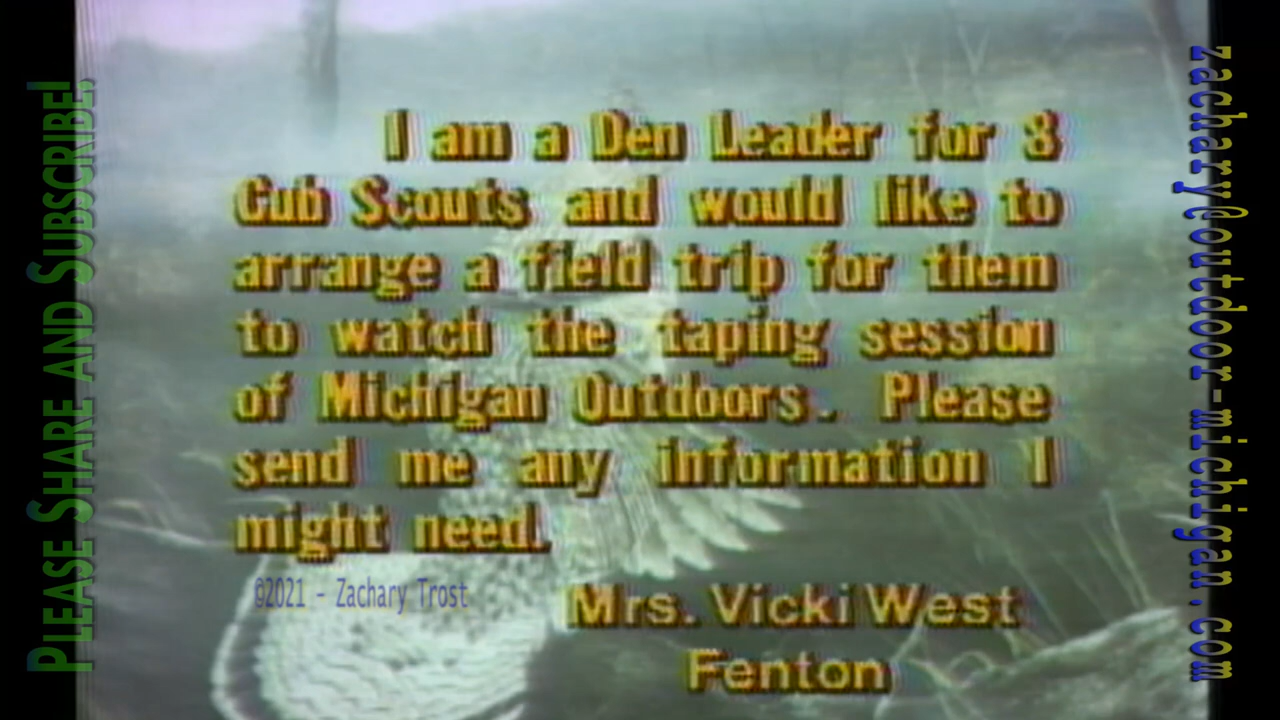 I am a Den Leader for 8
Cub Scouts and would like to
arrange a field trip for them
to watch the taping session
of Michigan Outdoors. Please
send me any information I
might need.
Mrs. Vicki West
Fenton
©2021 - Zachary Trost
Please Share and Subscribe!
zachary@outdoor-michigan.com